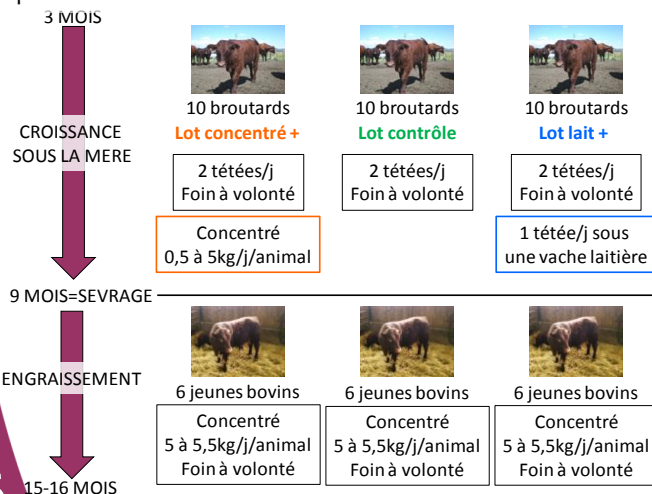 3 MOIS
10 broutards
10 broutards
10 broutards
Lot concentré +
Lot contrôle
Lot lait +
CROISSANCE
SOUS LA MERE
2 tétées/j
Foin à volonté
2 tétées/j
Foin à volonté
2 tétées/j
Foin à volonté
Concentré
0,5 à 5kg/j/animal
1 tétée/j sous
une vache laitière
9 MOIS=SEVRAGE
ENGRAISSEMENT
6 jeunes bovins
6 jeunes bovins
6 jeunes bovins
Concentré
5 à 5,5kg/j/animal
Foin à volonté
Concentré
5 à 5,5kg/j/animal
Foin à volonté
Concentré
5 à 5,5kg/j/animal
Foin à volonté
15-16 MOIS